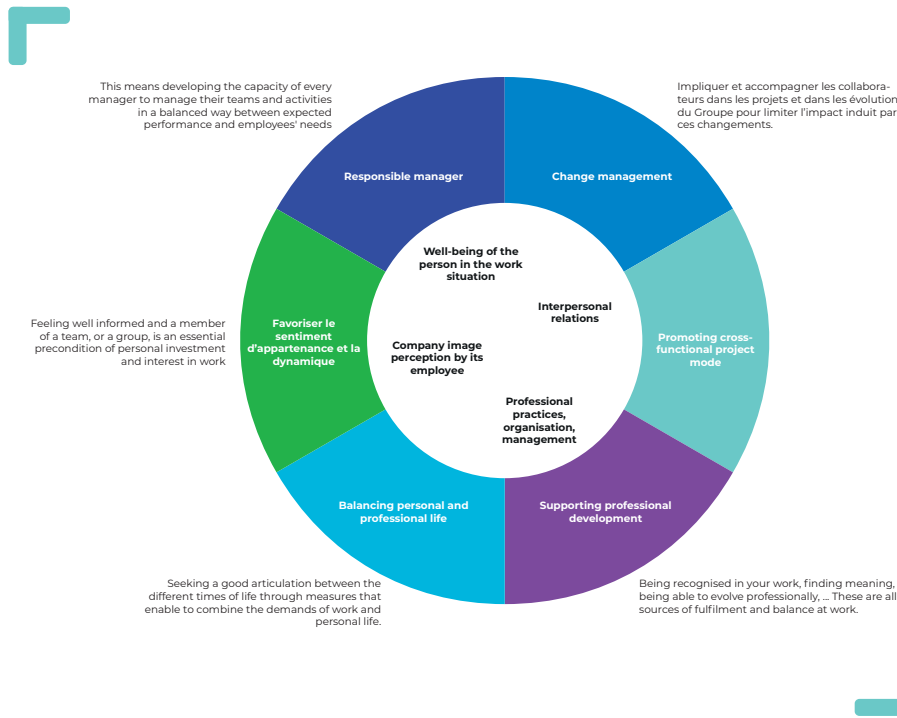 This means developing the capacity of every
manager to manage their teams and activities
in a balanced way between expected
performance and employees' needs
Impliquer et accompagner les collabora-
teurs dans les projets et dans les évolution
du Groupe pour limiter l'impact induit par
ces changements.
Responsible manager
Change management
Well-being of the
person in the work
situation
Interpersonal
relations
Feeling well informed and a member
of a team, or a group, is an essential
precondition of personal investment
and interest in work
Favoriser le
sentiment
d'appartenance et la
dynamique
Company image
perception by its
employee
Promoting cross-
functional project
mode
Professional
practices,
organisation,
management
Balancing personal and
professional life
Supporting professional
development
Seeking a good articulation between the
different times of life through measures that
enable to combine the demands of work and
personal life.
Being recognised in your work, finding meaning,
being able to evolve professionally, ... These are all
sources of fulfilment and balance at work.